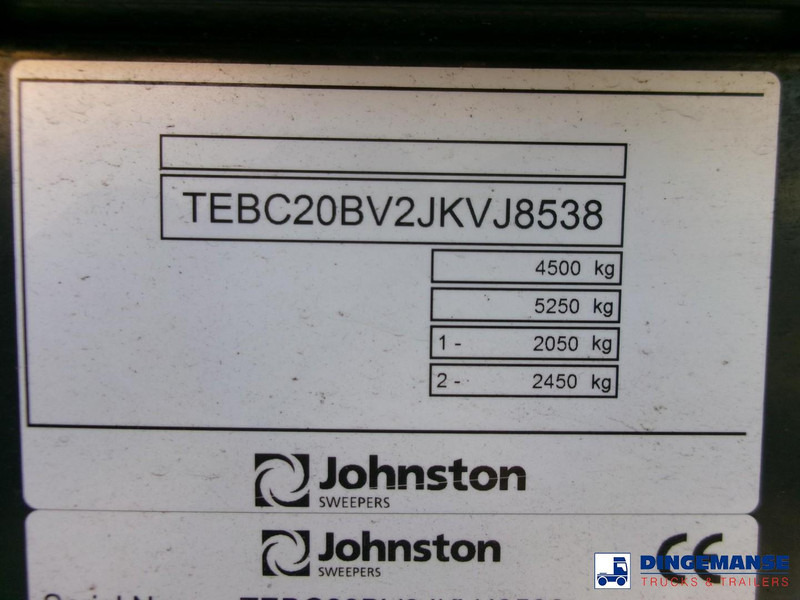 TEBC20BV2JKVJ8538
4500 kg
5250 kg
1 - 2050 kg
2 - 2450 kg
Johnston
SWEEPERS
Johnston
SWEEPERS
CE
DINGEMANSE
TRUCKS & TRAILERS